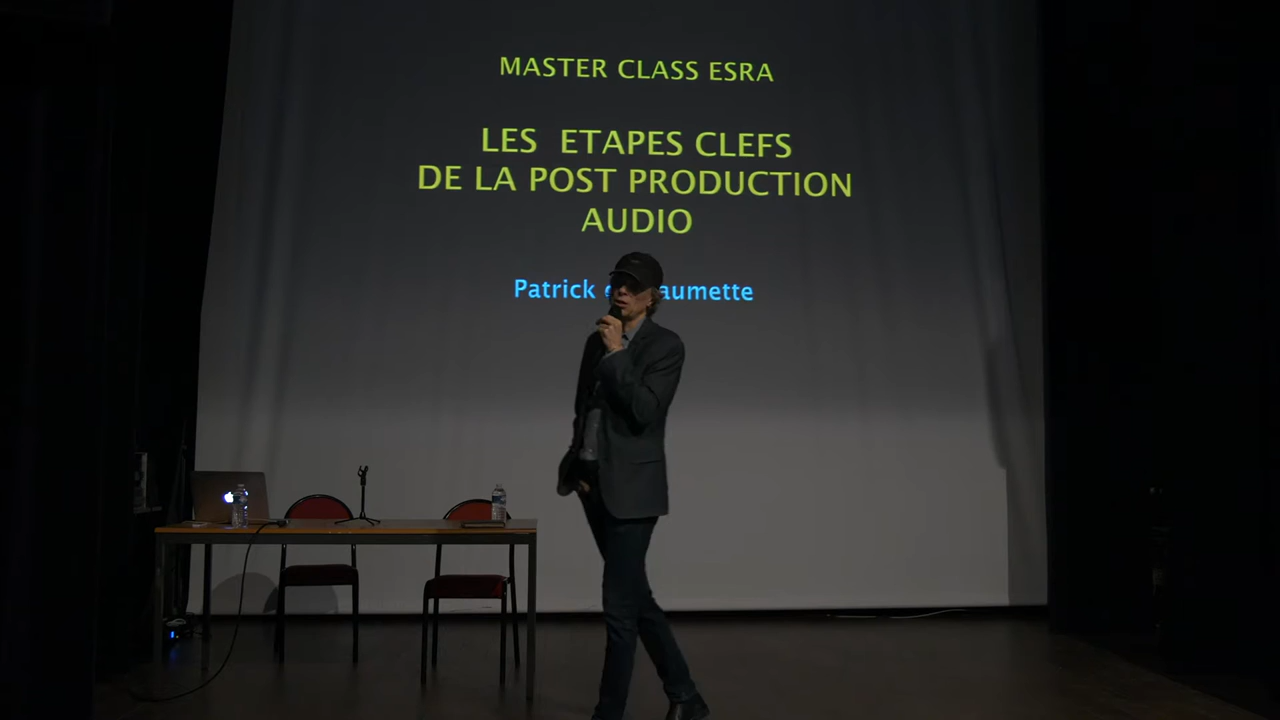 MASTER CLASS ESRA
LES ETAPES CLEFS
DE LA POST PRODUCTION
AUDIO
Patrick